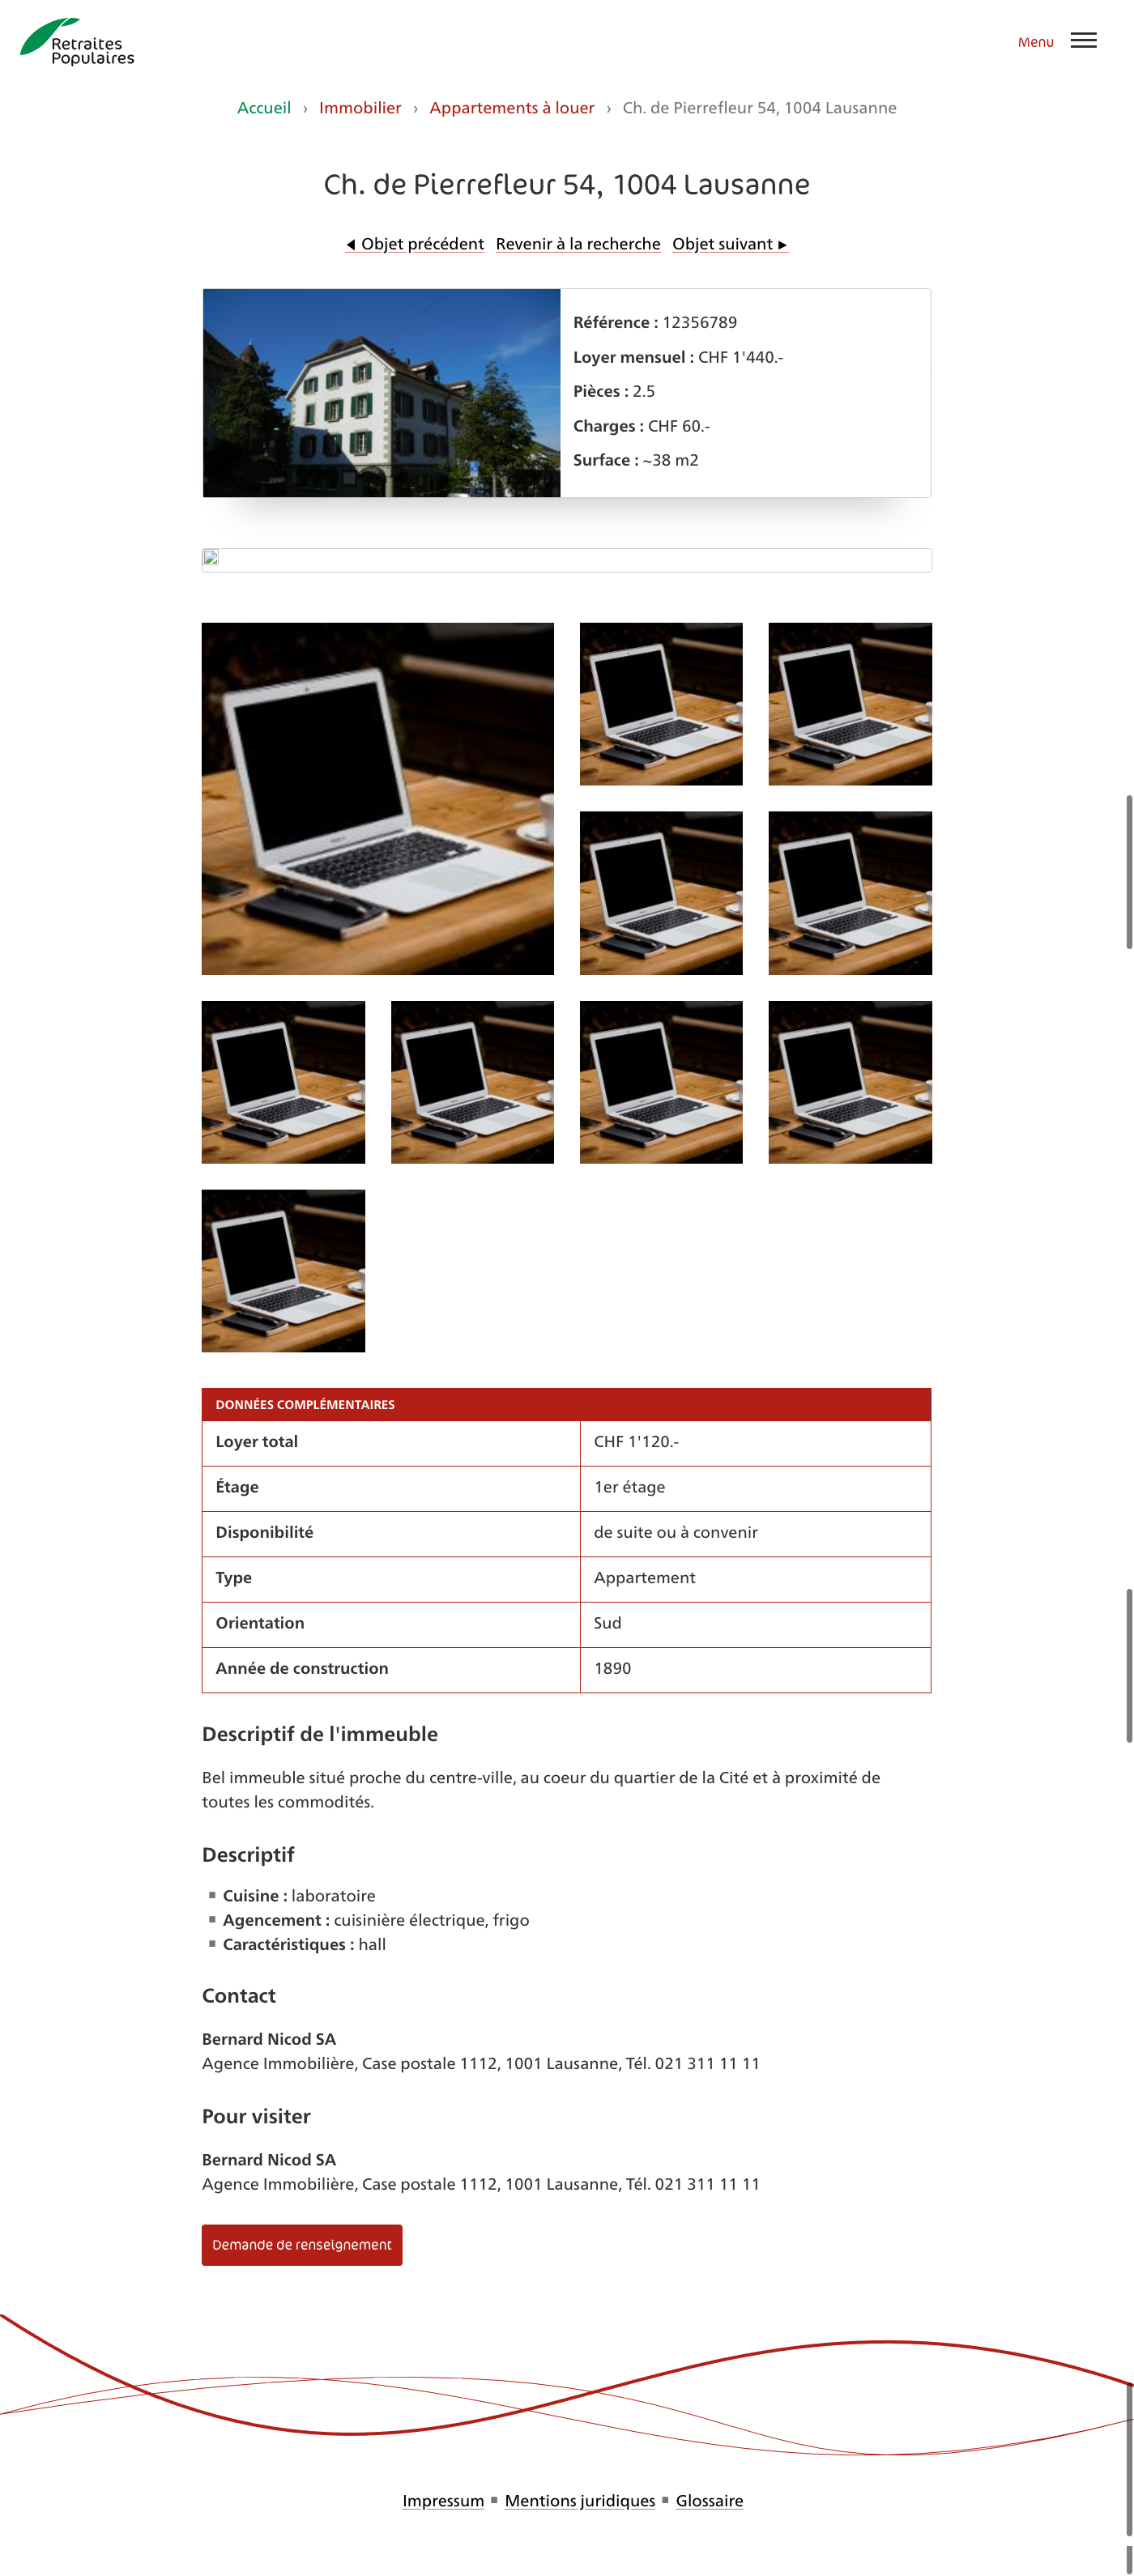 Retraites
Populaires
Menu
Accueil › Immobilier › Appartements à louer › Ch. de Pierrefleur 54, 1004 Lausanne
Ch. de Pierrefleur 54, 1004 Lausanne
◀ Objet précédent Revenir à la recherche Objet suivant ▶
Référence : 12356789
Loyer mensuel : CHF 1'440.-
Pièces : 2.5
Charges : CHF 60.-
Surface : ~38 m2
DONNÉES COMPLÉMENTAIRES
Loyer total CHF 1'120.-
Étage 1er étage
Disponibilité de suite ou à convenir
Type Appartement
Orientation Sud
Année de construction 1890
Descriptif de l'immeuble
Bel immeuble situé proche du centre-ville, au coeur du quartier de la Cité et à proximité de
toutes les commodités.
Descriptif
▪ Cuisine : laboratoire
▪ Agencement : cuisinière électrique, frigo
▪ Caractéristiques : hall
Contact
Bernard Nicod SA
Agence Immobilière, Case postale 1112, 1001 Lausanne, Tél. 021 311 11 11
Pour visiter
Bernard Nicod SA
Agence Immobilière, Case postale 1112, 1001 Lausanne, Tél. 021 311 11 11
Demande de renseignement
Impressum ▪ Mentions juridiques ▪ Glossaire